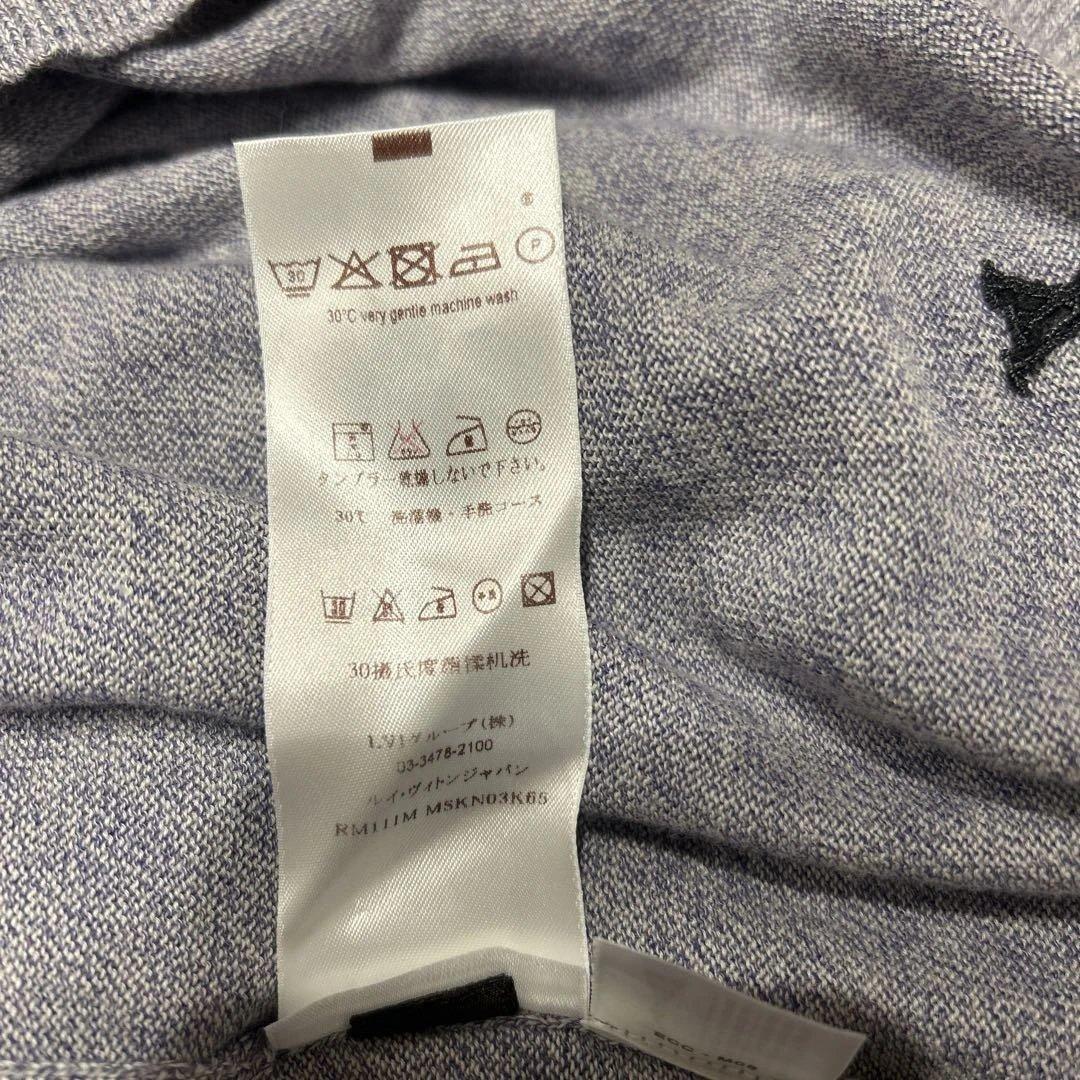 30
P
30°C very gentle machine wash
タンブラー乾燥しないで下さい。
30℃ 洗濯機・手洗コース
30
30攝氏度 机洗
LVJグループ(株)
03-3478-2100
ルイ・ヴィトンジャパン
RM111M MSKN03K65